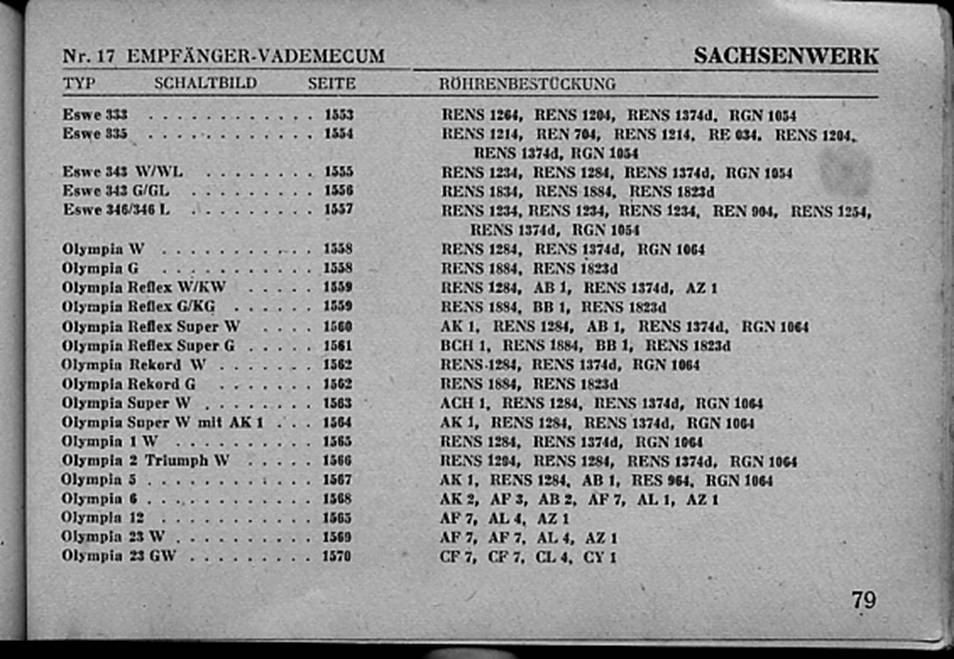 Nr. 17 EMPFÄNGER-VADEMECUM SACHSENWERK
TYP SCHALTBILD SEITE RÖHRENBESTÜCKUNG
Eswe 333 . . . . . . . . . . . . . 1553 RENS 1264, RENS 1204, RENS 1374d, RGN 1054
Eswe 335 . . . . . . . . . . . . . 1554 RENS 1214, REN 704, RENS 1214, RE 034, RENS 1204,
RENS 1374d, RGN 1054
Eswe 343 W/WL . . . . . . . . 1555 RENS 1234, RENS 1284, RENS 1374d, RGN 1054
Eswe 343 G/GL . . . . . . . . . 1556 RENS 1834, RENS 1884, RENS 1823d
Eswe 346/346 L . . . . . . . . . 1557 RENS 1234, RENS 1234, RENS 1234, REN 904, RENS 1254,
RENS 1374d, RGN 1054
Olympia W . . . . . . . . . . . . 1558 RENS 1284, RENS 1374d, RGN 1064
Olympia G . . . . . . . . . . . . 1558 RENS 1884, RENS 1823d
Olympia Reflex W/KW . . . . . 1559 RENS 1284, AB 1, RENS 1374d, AZ 1
Olympia Reflex G/KG . . . . . . 1559 RENS 1884, BB 1, RENS 1823d
Olympia Reflex Super W . . . . 1560 AK 1, RENS 1284, AB 1, RENS 1374d, RGN 1064
Olympia Reflex Super G . . . . . 1561 BCH 1, RENS 1884, BB 1, RENS 1823d
Olympia Rekord W . . . . . . . 1562 RENS 1284, RENS 1374d, RGN 1064
Olympia Rekord G . . . . . . . 1562 RENS 1884, RENS 1823d
Olympia Super W . . . . . . . . 1563 ACH 1, RENS 1284, RENS 1374d, RGN 1064
Olympia Super W mit AK 1 . . . 1564 AK 1, RENS 1284, RENS 1374d, RGN 1064
Olympia 1 W . . . . . . . . . . 1565 RENS 1284, RENS 1374d, RGN 1064
Olympia 2 Triumph W . . . . . 1566 RENS 1294, RENS 1284, RENS 1374d, RGN 1064
Olympia 5 . . . . . . . . . . . . 1567 AK 1, RENS 1284, AB 1, RES 964, RGN 1064
Olympia 6 . . . . . . . . . . . . . 1568 AK 2, AF 3, AB 2, AF 7, AL 1, AZ 1
Olympia 12 . . . . . . . . . . . . 1565 AF 7, AL 4, AZ 1
Olympia 23 W . . . . . . . . . . 1569 AF 7, AF 7, AL 4, AZ 1
Olympia 23 GW . . . . . . . . . 1570 CF 7, CF 7, CL 4, CY 1
79